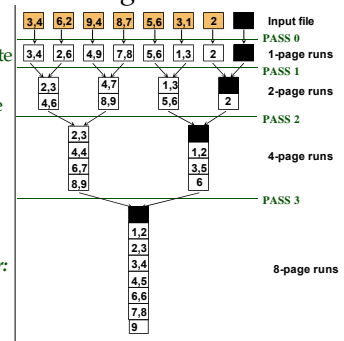 3,4 6,2 9,4 8,7 5,6 3,1 2 Input file
PASS 0
3,4 2,6 4,9 7,8 5,6 1,3 2 1-page runs
PASS 1
2,3 4,7 1,3 2-page runs
4,6 8,9 5,6 2
PASS 2
2,3
4,4 1,2 4-page runs
6,7 3,5
8,9 6
PASS 3
1,2
2,3
3,4 8-page runs
4,5
6,6
7,8
9